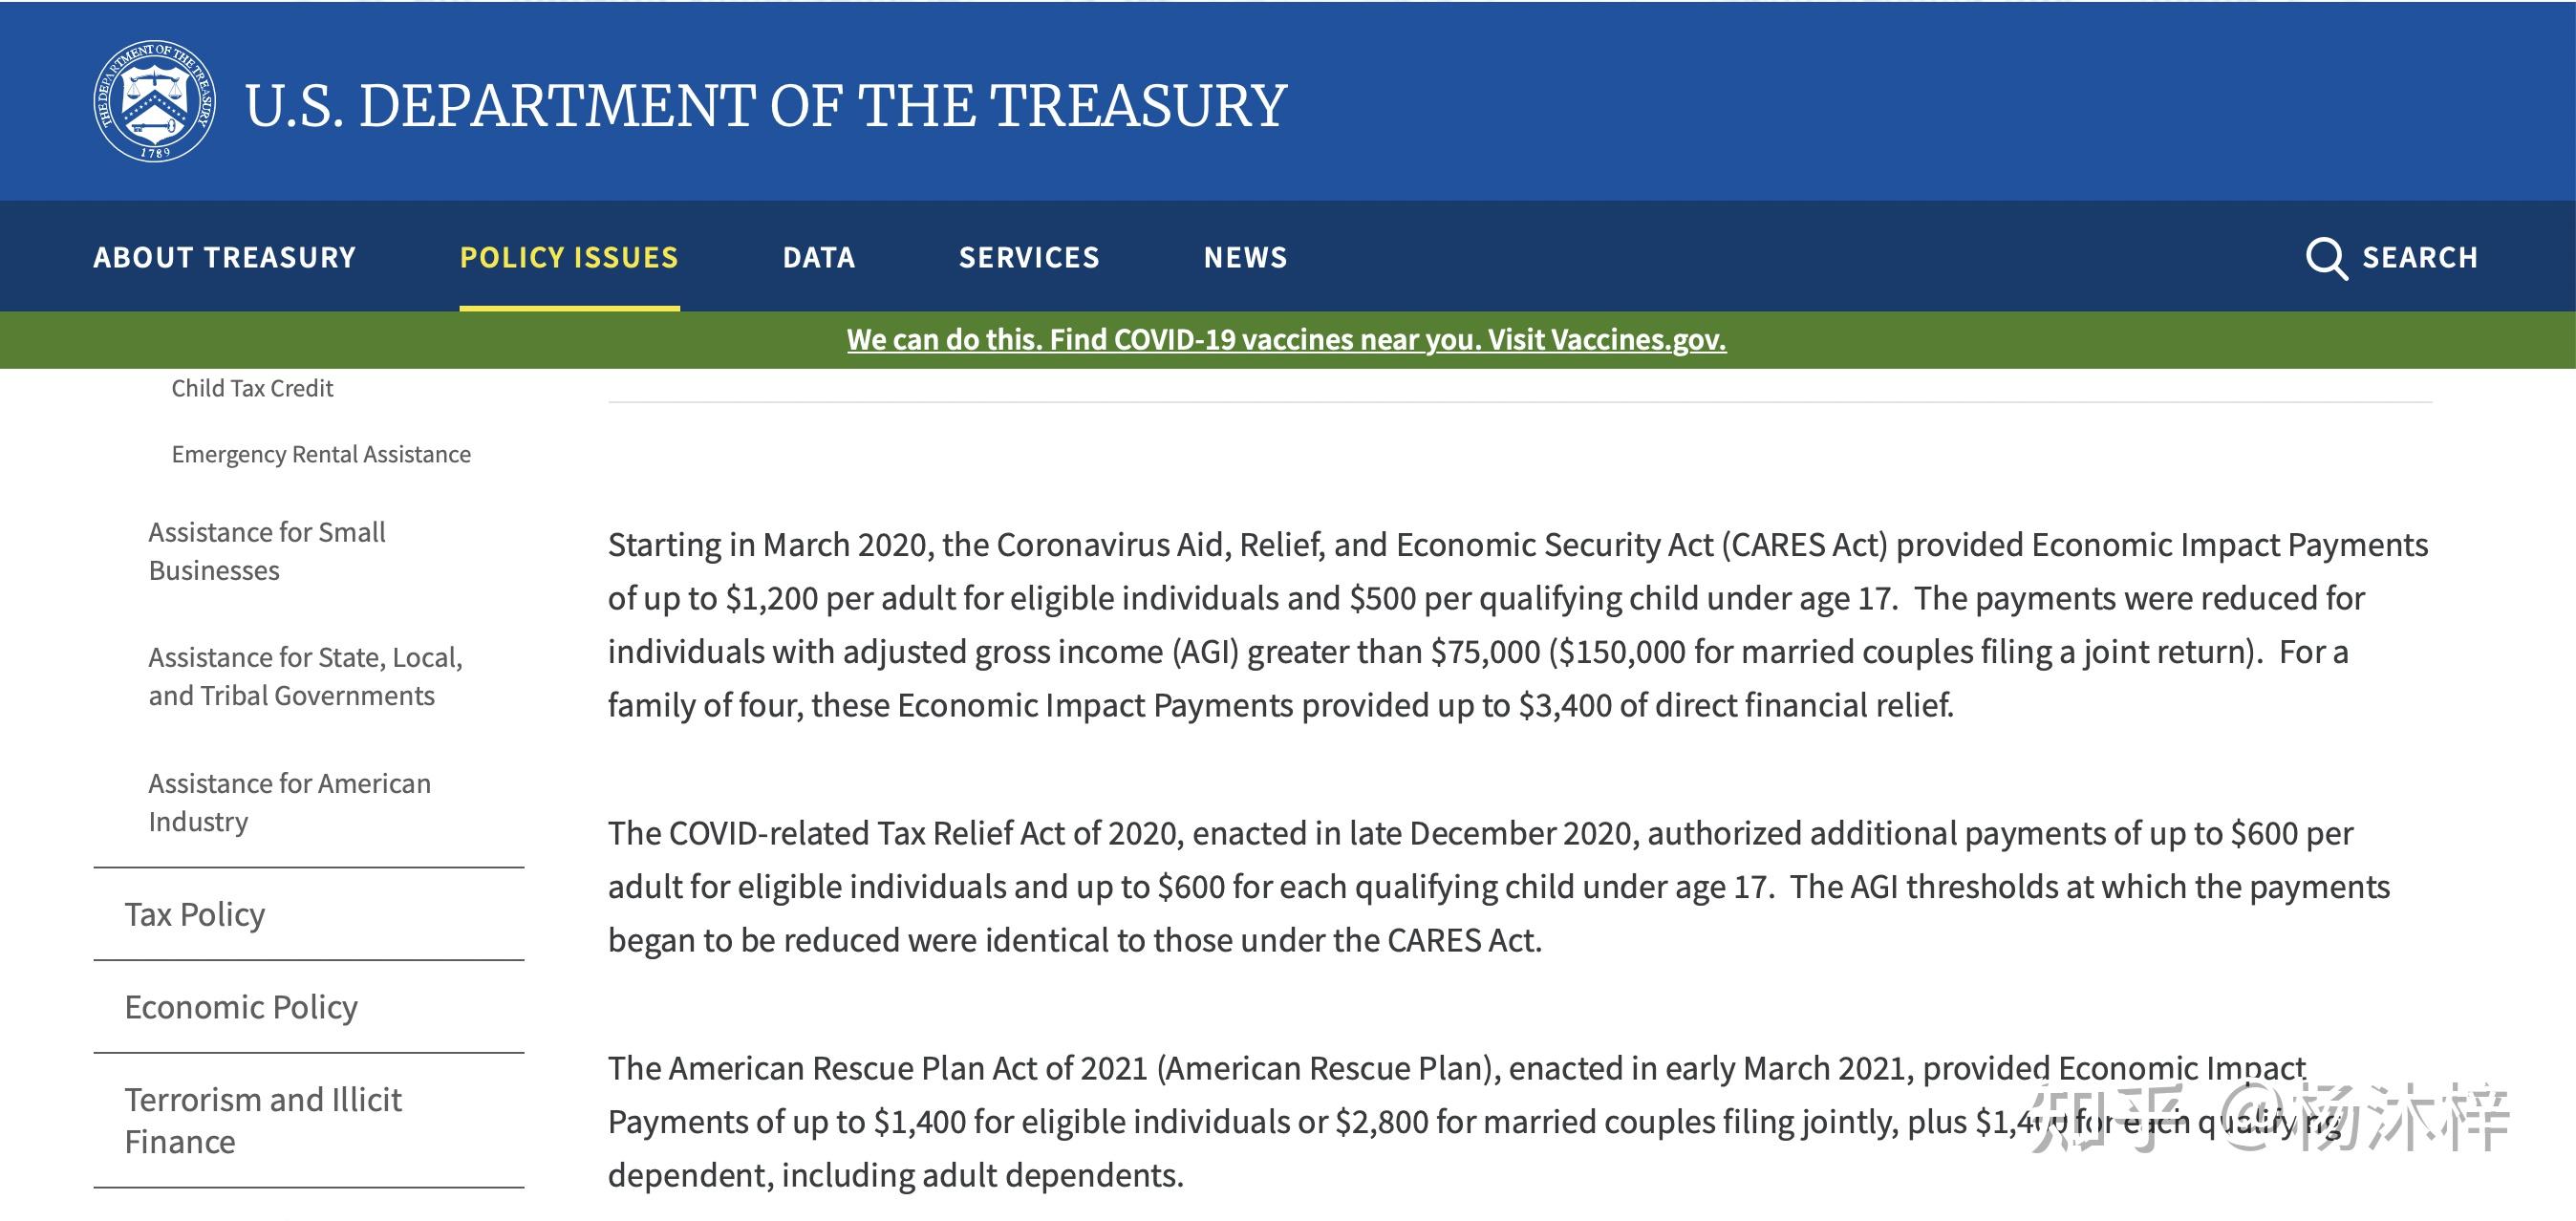 THE DEPARTMENT OF THE TREASURY
1789
U.S. DEPARTMENT OF THE TREASURY
ABOUT TREASURY
POLICY ISSUES
DATA
SERVICES
NEWS
SEARCH
We can do this. Find COVID-19 vaccines near you. Visit Vaccines.gov.
Child Tax Credit
Emergency Rental Assistance
Assistance for Small
Businesses
Assistance for State, Local,
and Tribal Governments
Assistance for American
Industry
Tax Policy
Economic Policy
Terrorism and Illicit
Finance
Starting in March 2020, the Coronavirus Aid, Relief, and Economic Security Act (CARES Act) provided Economic Impact Payments
of up to $1,200 per adult for eligible individuals and $500 per qualifying child under age 17.  The payments were reduced for
individuals with adjusted gross income (AGI) greater than $75,000 ($150,000 for married couples filing a joint return).  For a
family of four, these Economic Impact Payments provided up to $3,400 of direct financial relief.
The COVID-related Tax Relief Act of 2020, enacted in late December 2020, authorized additional payments of up to $600 per
adult for eligible individuals and up to $600 for each qualifying child under age 17.  The AGI thresholds at which the payments
began to be reduced were identical to those under the CARES Act.
The American Rescue Plan Act of 2021 (American Rescue Plan), enacted in early March 2021, provided Economic Impact
Payments of up to $1,400 for eligible individuals or $2,800 for married couples filing jointly, plus $1,400 for each qualifying
dependent, including adult dependents.
知乎 @杨沐梓